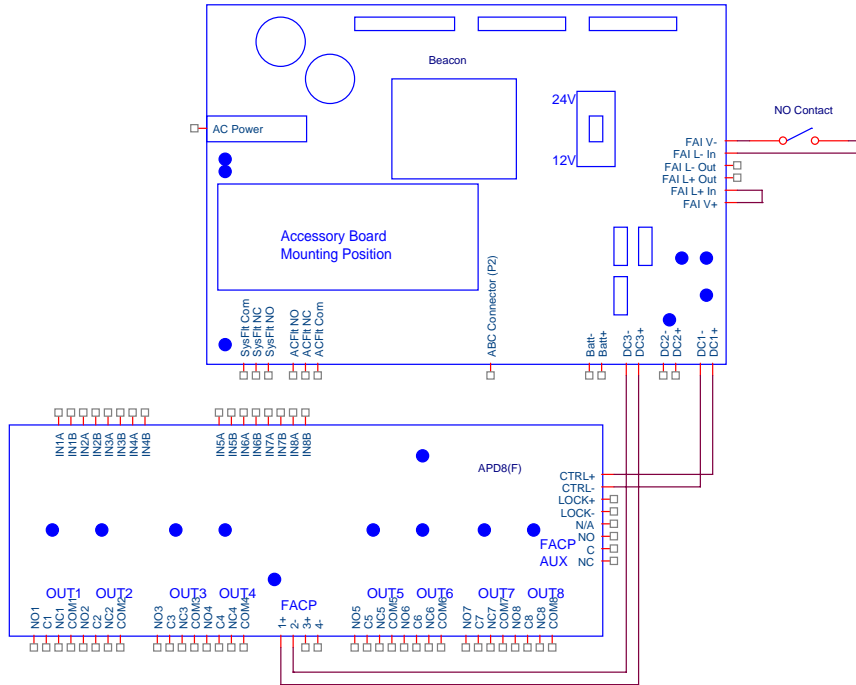 Beacon
24V
12V
NO Contact
AC Power
FAI V-
FAI L- In
FAI L- Out
FAI L+ Out
FAI L+ In
FAI V+
Accessory Board
Mounting Position
SysFlt Com
SysFlt NC
SysFlt NO
ACFlt NO
ACFlt NC
ACFlt Com
ABC Connector (P2)
Batt-
Batt+
DC3-
DC3+
DC2-
DC2+
DC1-
DC1+
IN1A
IN1B
IN2A
IN2B
IN3A
IN3B
IN4A
IN4B
IN5A
IN5B
IN6A
IN6B
IN7A
IN7B
IN8A
IN8B
APD8(F)
CTRL+
CTRL-
LOCK+
LOCK-
N/A
NO
C
NC
FACP
AUX
OUT1
OUT2
OUT3
OUT4
FACP
OUT5
OUT6
OUT7
OUT8
NO1
C1
NC1
COM1
NO2
C2
NC2
COM2
NO3
C3
NC3
COM3
NO4
C4
NC4
COM4
1+
2-
3+
4-
NO5
C5
NC5
COM5
NO6
C6
NC6
COM6
NO7
C7
NC7
COM7
NO8
C8
NC8
COM8